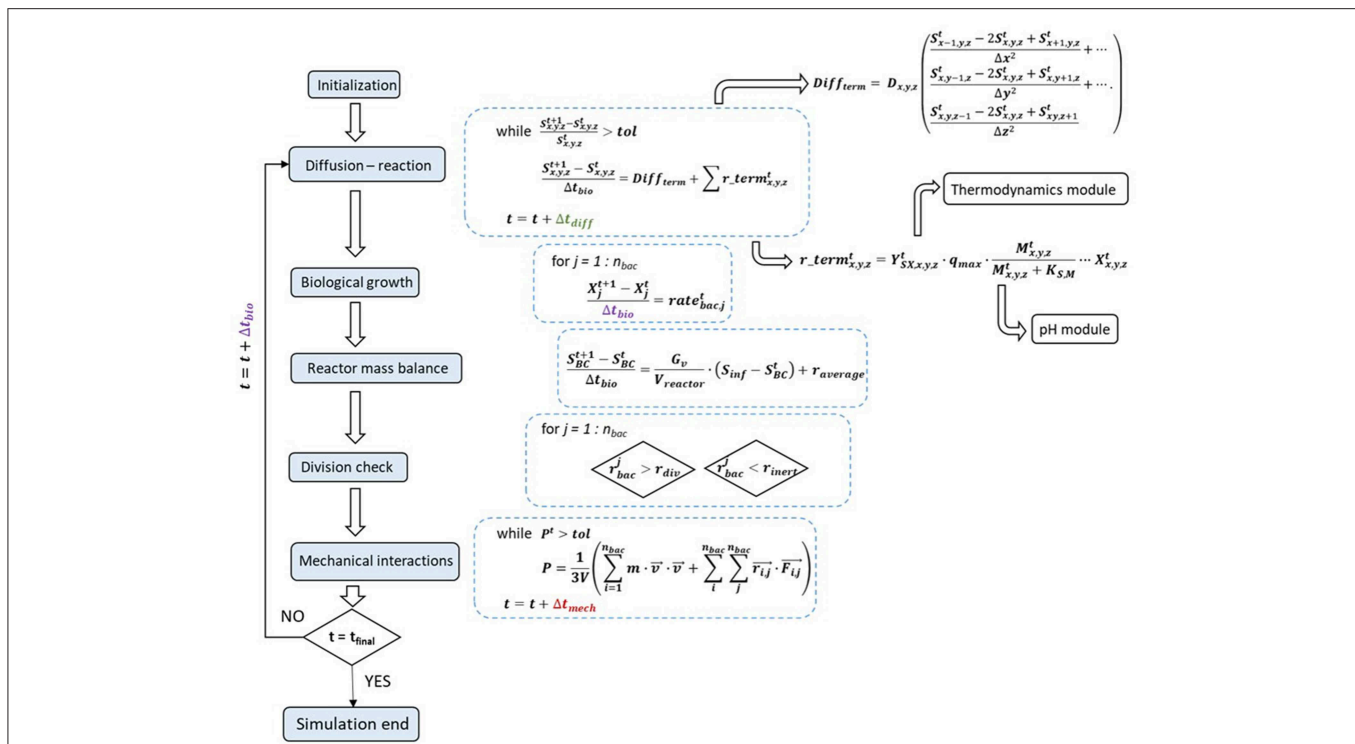 Initialization
Diffusion – reaction
Biological growth
Reactor mass balance
Division check
Mechanical interactions
t = t_final
NO
YES
Simulation end
t = t + Δt_bio
while (S^{t+1}_{x,y,z} − S^t_{x,y,z}) / S^t_{x,y,z} > tol
(S^{t+1}_{x,y,z} − S^t_{x,y,z}) / Δt_bio = Diff_term + ∑ r_term^t_{x,y,z}
t = t + Δt_diff
Diff_term = D_{x,y,z} ( (S^t_{x−1,y,z} − 2S^t_{x,y,z} + S^t_{x+1,y,z}) / Δx² + ⋯
(S^t_{x,y−1,z} − 2S^t_{x,y,z} + S^t_{x,y+1,z}) / Δy² + ⋯.
(S^t_{x,y,z−1} − 2S^t_{x,y,z} + S^t_{xy,z+1}) / Δz² )
Thermodynamics module
r_term^t_{x,y,z} = Y^t_{SX,x,y,z} · q_max · M^t_{x,y,z} / (M^t_{x,y,z} + K_{S,M}) ⋯ X^t_{x,y,z}
pH module
for j = 1 : n_bac
(X^{t+1}_j − X^t_j) / Δt_bio = rate^t_{bac,j}
(S^{t+1}_{BC} − S^t_{BC}) / Δt_bio = G_v / V_reactor · (S_inf − S^t_{BC}) + r_average
for j = 1 : n_bac
r^j_bac > r_div
r^j_bac < r_inert
while P^t > tol
P = 1/3V ( ∑_{i=1}^{n_bac} m · v⃗ · v⃗ + ∑_i^{n_bac} ∑_j^{n_bac} r⃗_{i,j} · F⃗_{i,j} )
t = t + Δt_mech